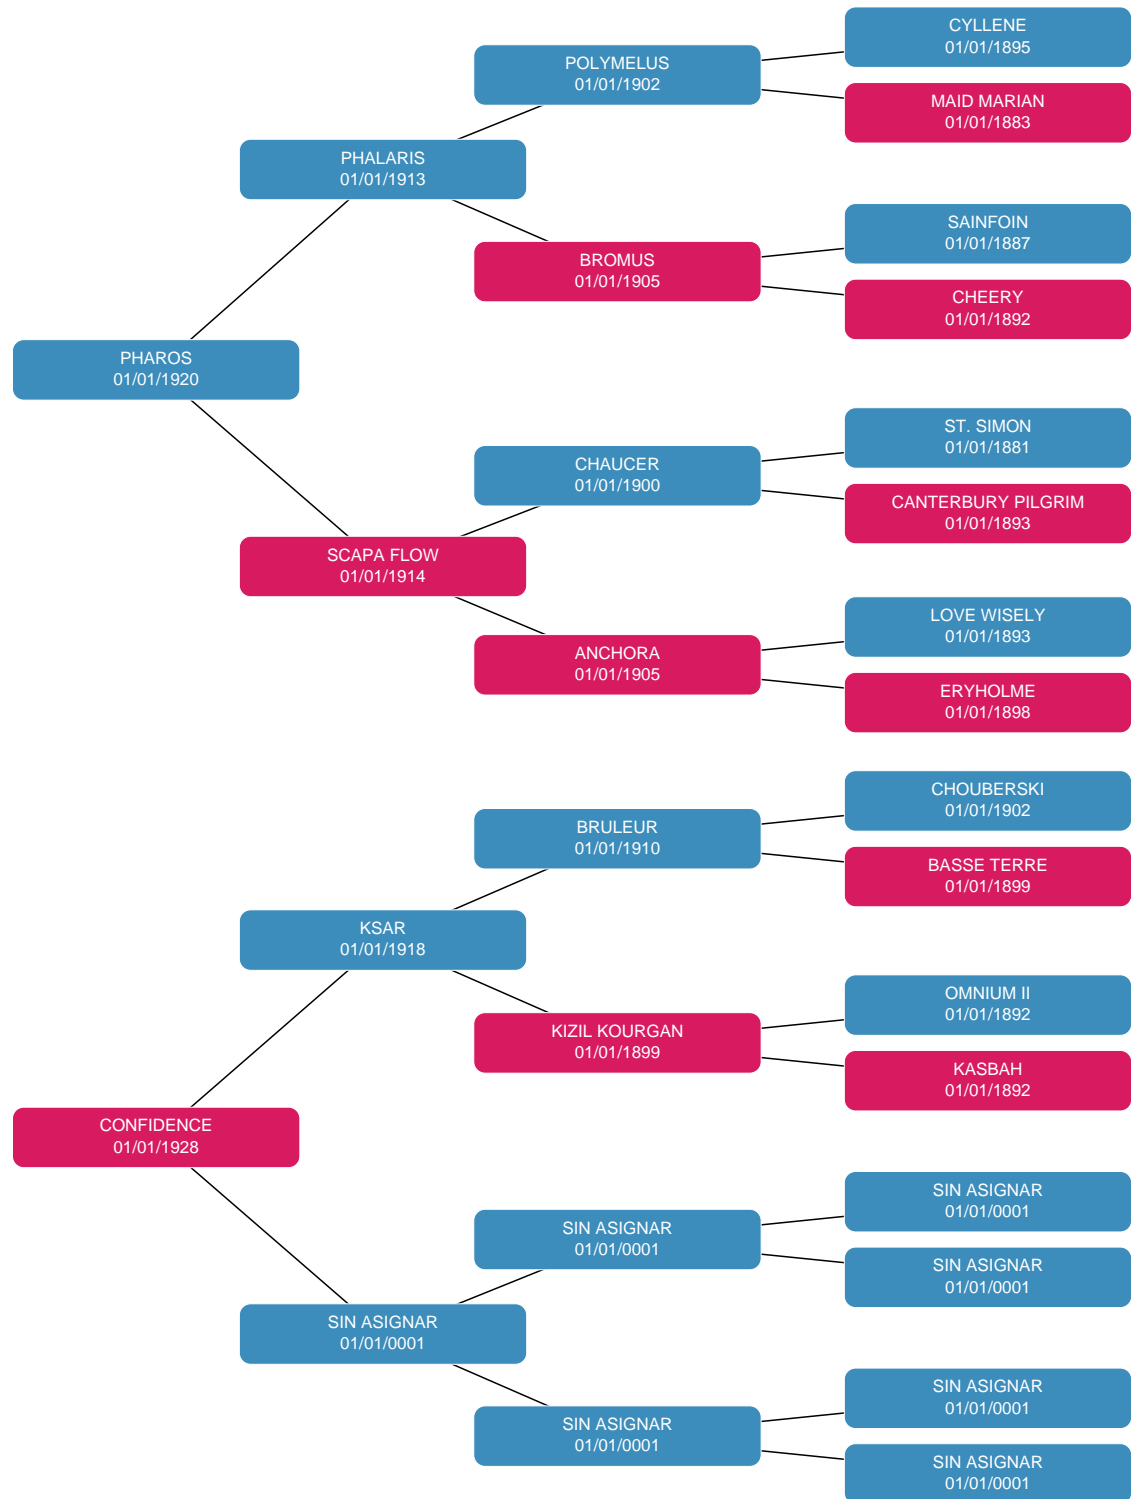 CYLLENE
01/01/1895
POLYMELUS
01/01/1902
MAID MARIAN
01/01/1883
PHALARIS
01/01/1913
SAINFOIN
01/01/1887
BROMUS
01/01/1905
CHEERY
01/01/1892
PHAROS
01/01/1920
ST. SIMON
01/01/1881
CHAUCER
01/01/1900
CANTERBURY PILGRIM
01/01/1893
SCAPA FLOW
01/01/1914
LOVE WISELY
01/01/1893
ANCHORA
01/01/1905
ERYHOLME
01/01/1898
CHOUBERSKI
01/01/1902
BRULEUR
01/01/1910
BASSE TERRE
01/01/1899
KSAR
01/01/1918
OMNIUM II
01/01/1892
KIZIL KOURGAN
01/01/1899
KASBAH
01/01/1892
CONFIDENCE
01/01/1928
SIN ASIGNAR
01/01/0001
SIN ASIGNAR
01/01/0001
SIN ASIGNAR
01/01/0001
SIN ASIGNAR
01/01/0001
SIN ASIGNAR
01/01/0001
SIN ASIGNAR
01/01/0001
SIN ASIGNAR
01/01/0001